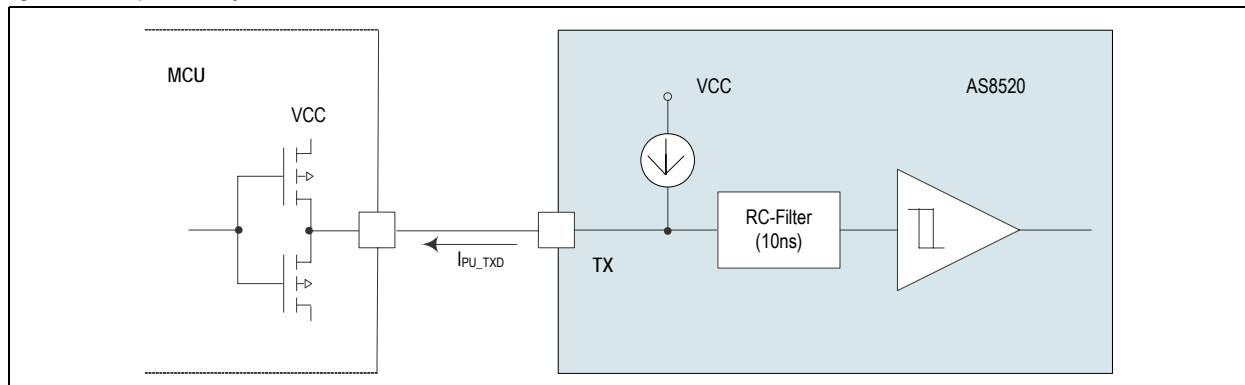 MCU
VCC
VCC
AS8520
RC-Filter
(10ns)
IPU_TXD
TX